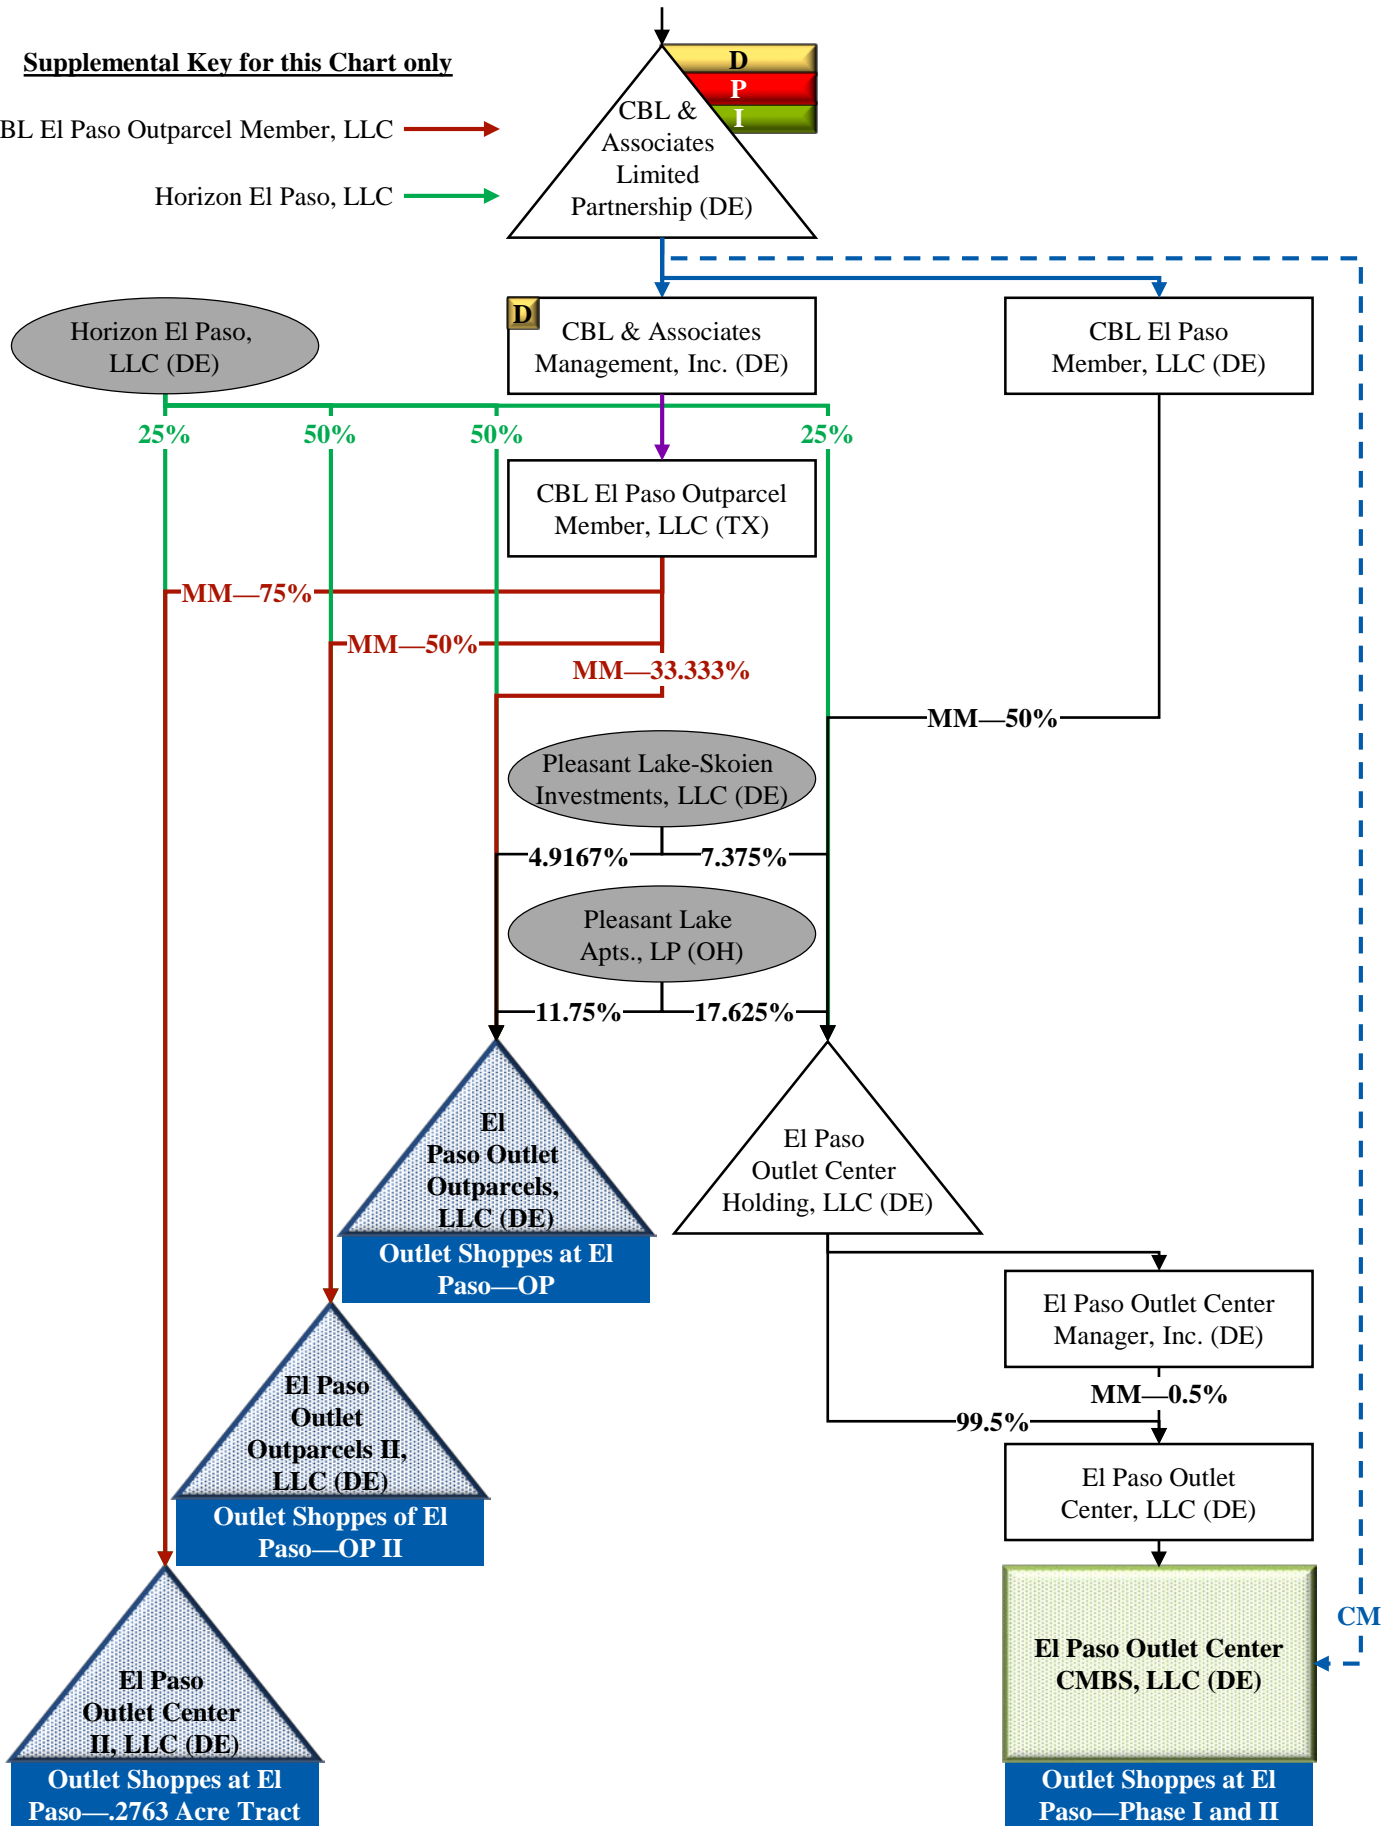 Supplemental Key for this Chart only
BL El Paso Outparcel Member, LLC
Horizon El Paso, LLC
D
P
I
CBL &
Associates
Limited
Partnership (DE)
Horizon El Paso,
LLC (DE)
D
CBL & Associates
Management, Inc. (DE)
CBL El Paso
Member, LLC (DE)
25%
50%
50%
25%
CBL El Paso Outparcel
Member, LLC (TX)
MM—75%
MM—50%
MM—33.333%
MM—50%
Pleasant Lake-Skoien
Investments, LLC (DE)
4.9167%
7.375%
Pleasant Lake
Apts., LP (OH)
11.75%
17.625%
El
Paso Outlet
Outparcels,
LLC (DE)
Outlet Shoppes at El
Paso—OP
El Paso
Outlet Center
Holding, LLC (DE)
El Paso Outlet Center
Manager, Inc. (DE)
MM—0.5%
99.5%
El Paso
Outlet
Outparcels II,
LLC (DE)
Outlet Shoppes of El
Paso—OP II
El Paso Outlet
Center, LLC (DE)
El Paso
Outlet Center
II, LLC (DE)
Outlet Shoppes at El
Paso—.2763 Acre Tract
CM
El Paso Outlet Center
CMBS, LLC (DE)
Outlet Shoppes at El
Paso—Phase I and II